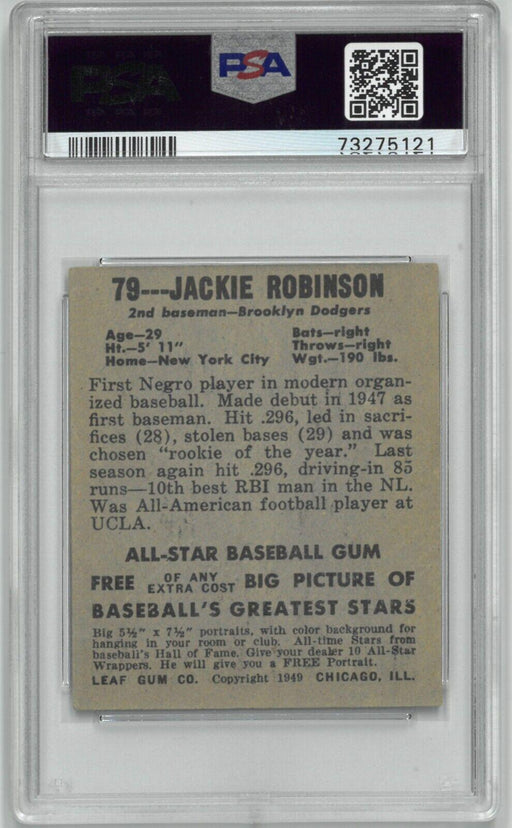 PSA
PSA
73275121
79---JACKIE ROBINSON
2nd baseman—Brooklyn Dodgers
Age—29 Bats—right
Ht.—5' 11" Throws—right
Home—New York City Wgt.—190 lbs.
First Negro player in modern organ-
ized baseball. Made debut in 1947 as
first baseman. Hit .296, led in sacri-
fices (28), stolen bases (29) and was
chosen "rookie of the year." Last
season again hit .296, driving-in 85
runs—10th best RBI man in the NL.
Was All-American football player at
UCLA.
ALL-STAR BASEBALL GUM
FREE OF ANY EXTRA COST BIG PICTURE OF
BASEBALL'S GREATEST STARS
Big 5½" x 7½" portraits, with color background for
hanging in your room or club. All-time Stars from
baseball's Hall of Fame. Give your dealer 10 All-Star
Wrappers. He will give you a FREE Portrait.
LEAF GUM CO. Copyright 1949 CHICAGO, ILL.